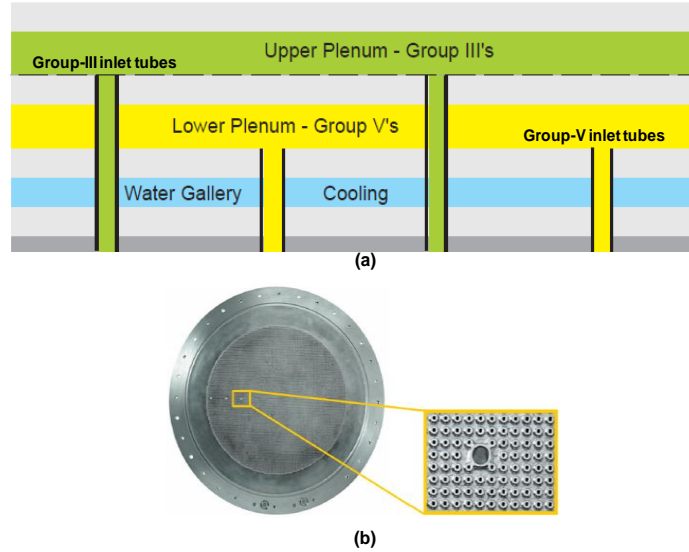 Upper Plenum - Group III's
Group-III inlet tubes
Lower Plenum - Group V's
Group-V inlet tubes
Water Gallery
Cooling
(a)
(b)